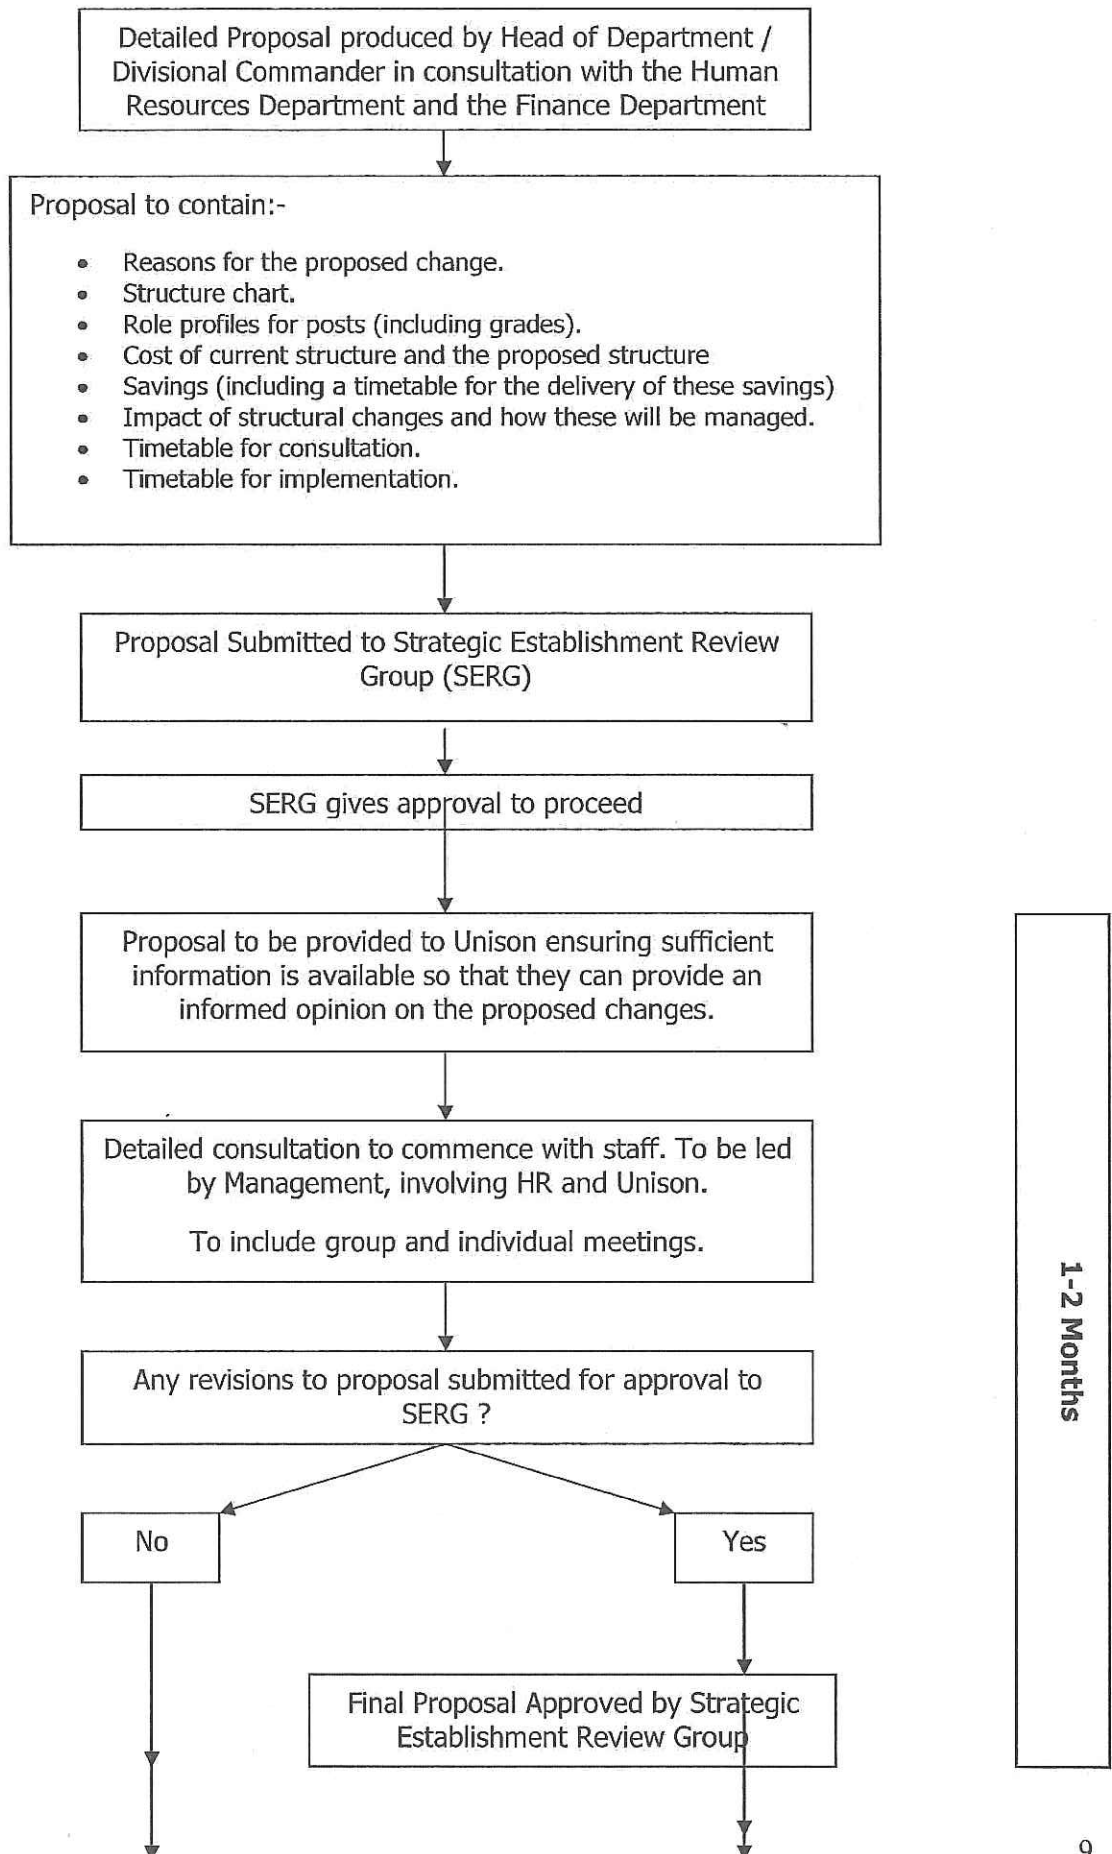 Detailed Proposal produced by Head of Department /
Divisional Commander in consultation with the Human
Resources Department and the Finance Department
Proposal to contain:-
• Reasons for the proposed change.
• Structure chart.
• Role profiles for posts (including grades).
• Cost of current structure and the proposed structure
• Savings (including a timetable for the delivery of these savings)
• Impact of structural changes and how these will be managed.
• Timetable for consultation.
• Timetable for implementation.
Proposal Submitted to Strategic Establishment Review
Group (SERG)
SERG gives approval to proceed
Proposal to be provided to Unison ensuring sufficient
information is available so that they can provide an
informed opinion on the proposed changes.
Detailed consultation to commence with staff. To be led
by Management, involving HR and Unison.
To include group and individual meetings.
1-2 Months
Any revisions to proposal submitted for approval to
SERG ?
No
Yes
Final Proposal Approved by Strategic
Establishment Review Group
9